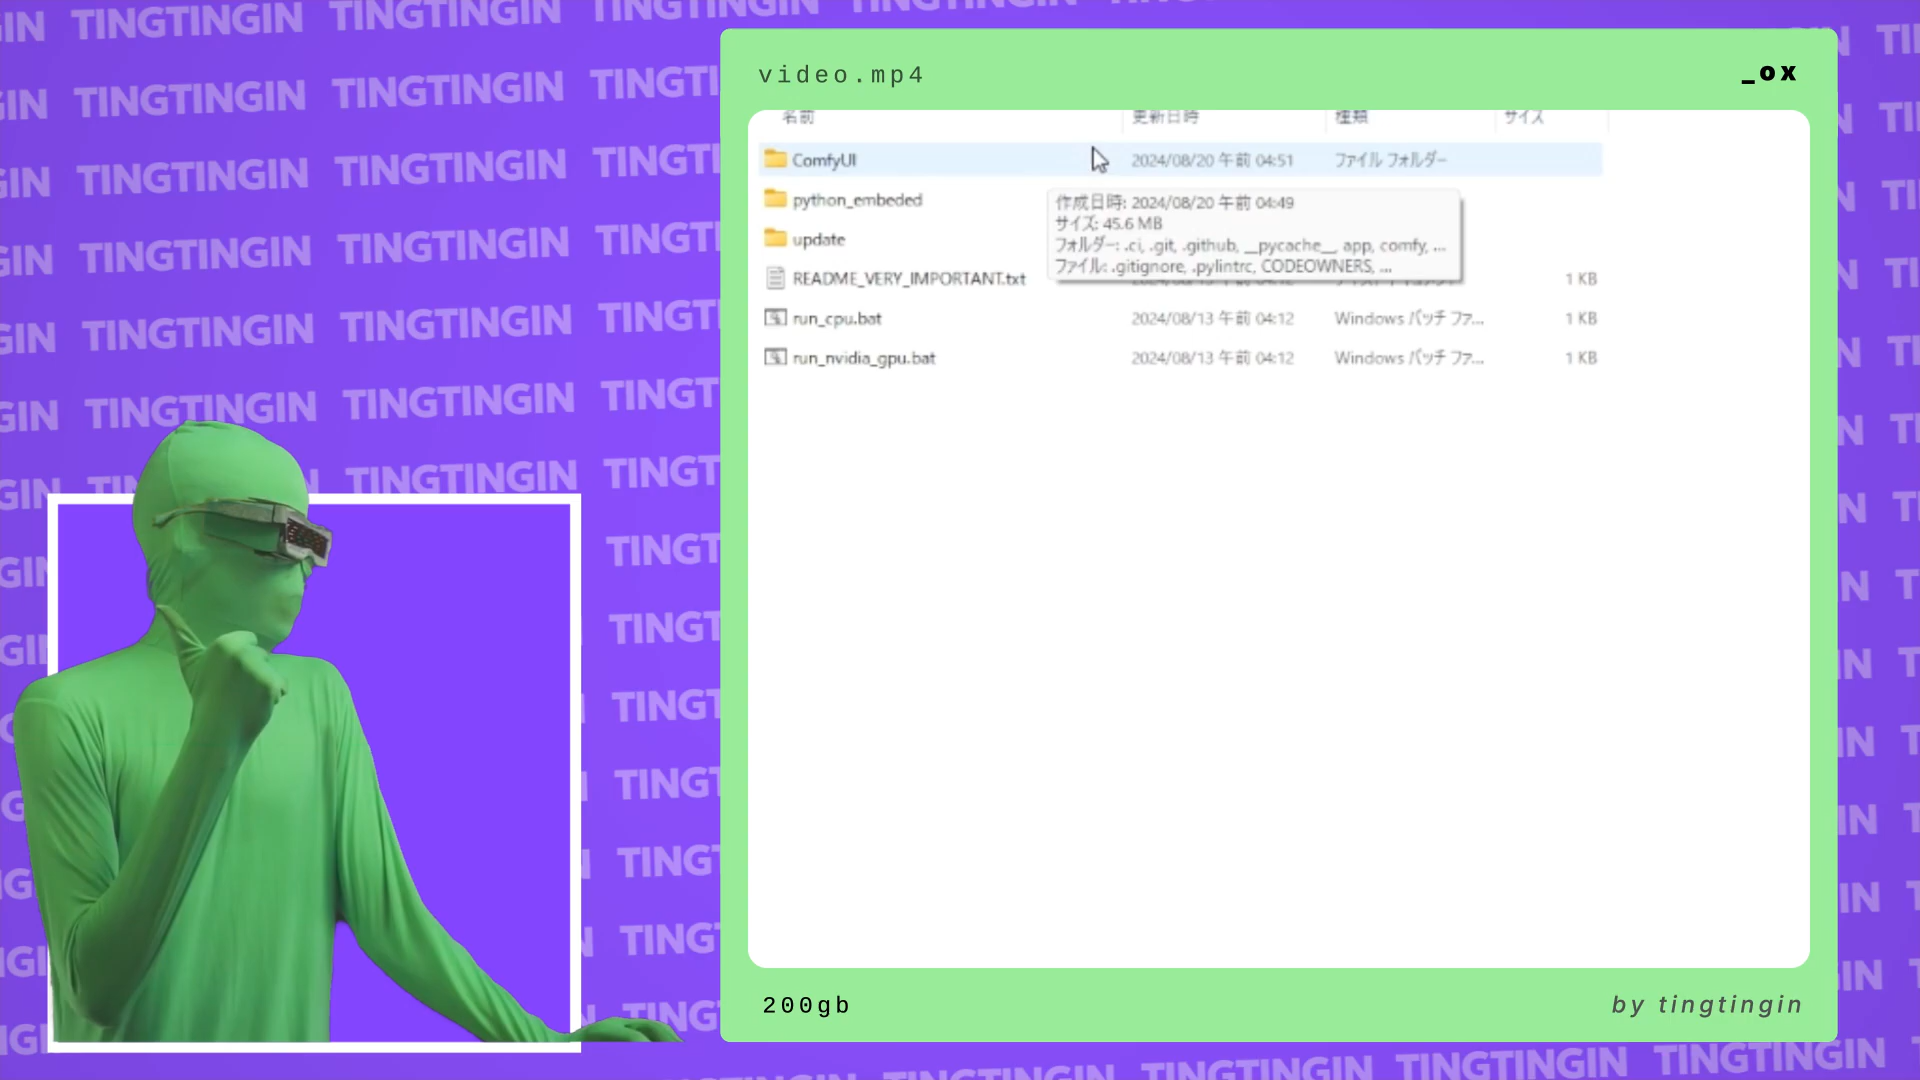 TINGTINGIN TINGTINGIN TINGTINGIN
video.mp4
_ox
名前 更新日時 種類 サイズ
ComfyUI 2024/08/20 午前 04:51 ファイル フォルダー
python_embeded
作成日時: 2024/08/20 午前 04:49
サイズ: 45.6 MB
フォルダー: .ci, .git, .github, __pycache__, app, comfy, ...
ファイル: .gitignore, .pylintrc, CODEOWNERS, ...
update
README_VERY_IMPORTANT.txt 1 KB
run_cpu.bat 2024/08/13 午前 04:12 Windows バッチ ファ... 1 KB
run_nvidia_gpu.bat 2024/08/13 午前 04:12 Windows バッチ ファ... 1 KB
200gb
by tingtingin